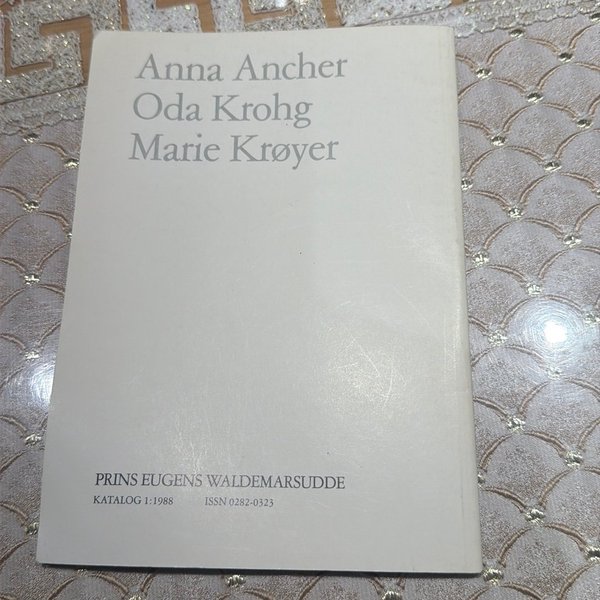 Anna Ancher
Oda Krohg
Marie Krøyer
PRINS EUGENS WALDEMARSUDDE
KATALOG 1:1988 ISSN 0282-0323